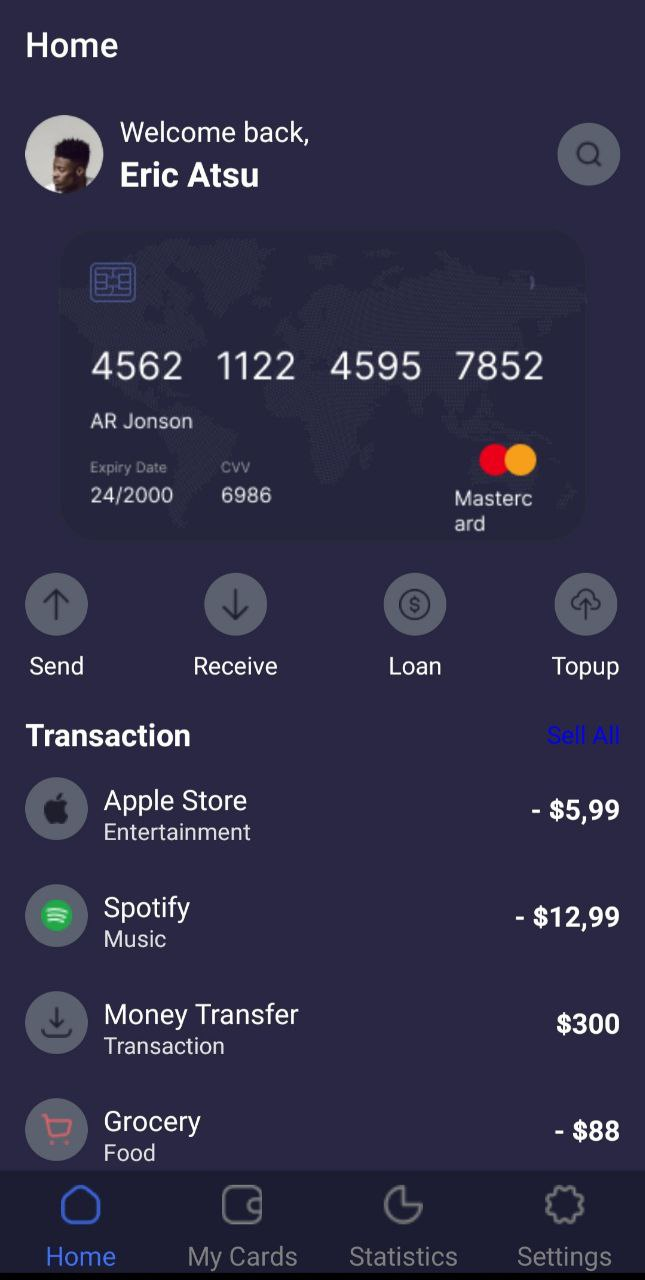 Home
Welcome back,
Eric Atsu
4562 1122 4595 7852
AR Jonson
Expiry Date CVV
24/2000 6986
Masterc
ard
Send Receive Loan Topup
Transaction Sell All
Apple Store - $5,99
Entertainment
Spotify - $12,99
Music
Money Transfer $300
Transaction
Grocery - $88
Food
Home My Cards Statistics Settings